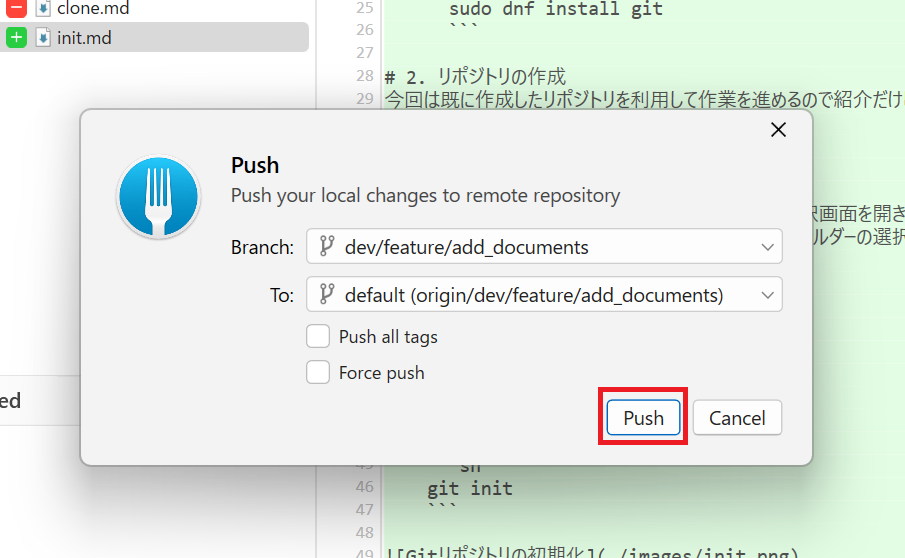 clone.md
init.md
25 sudo dnf install git
26 ```
27
28 # 2. リポジトリの作成
29 今回は既に作成したリポジトリを利用して作業を進めるので紹介だけ
択画面を開き
ルダーの選択
Push
Push your local changes to remote repository
Branch: dev/feature/add_documents
To: default (origin/dev/feature/add_documents)
Push all tags
Force push
Push Cancel
ed
45 sh
46 git init
47 ```
48
49 ![Gitリポジトリの初期化](./images/init.png)